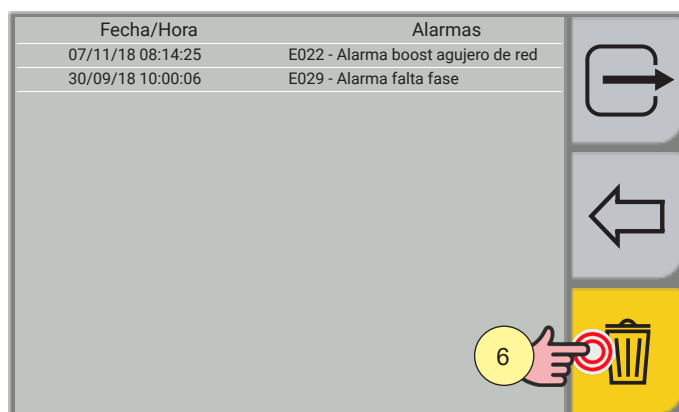 Fecha/Hora Alarmas
07/11/18 08:14:25 E022 - Alarma boost agujero de red
30/09/18 10:00:06 E029 - Alarma falta fase
6